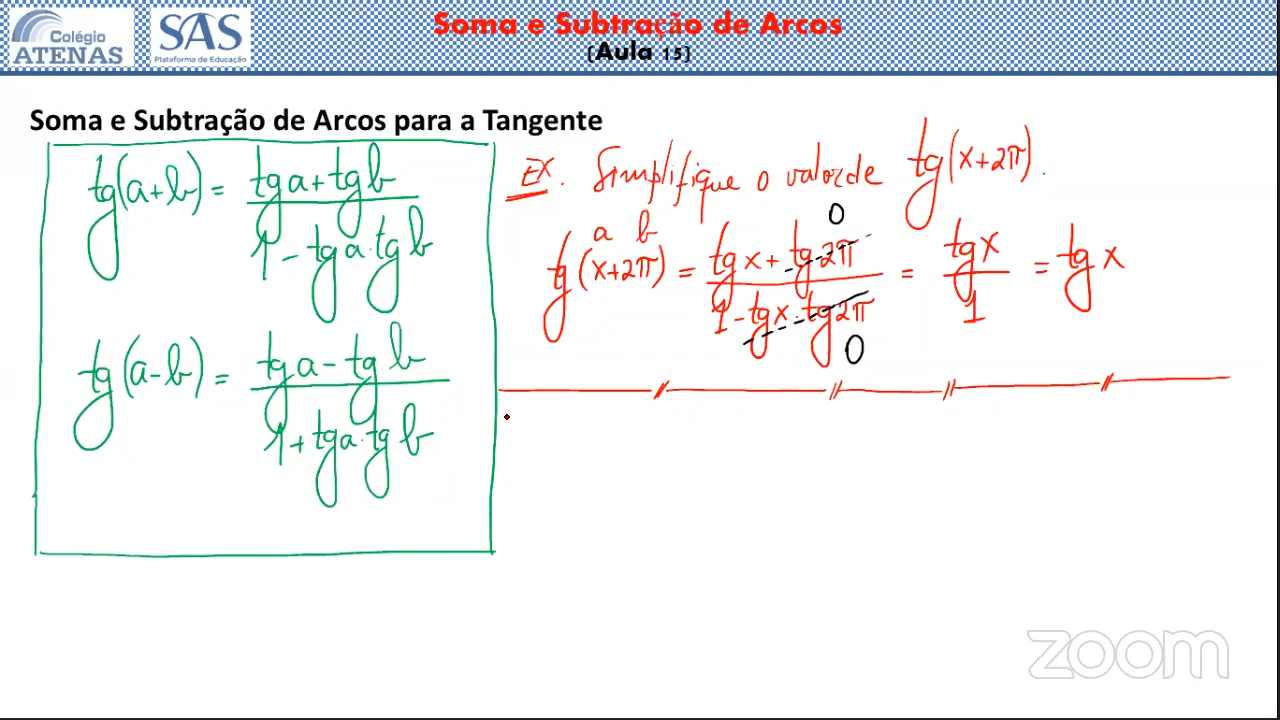 Colégio ATENAS
SAS
Plataforma de Educação
Soma e Subtração de Arcos
(Aula 15)
Soma e Subtração de Arcos para a Tangente
tg(a+b) = (tga+tgb)/(1-tga.tgb)
tg(a-b) = (tga-tgb)/(1+tga.tgb)
EX. Simplifique o valor de tg(x+2π).
a b
0
tg(x+2π) = (tgx+tg2π)/(1-tgx.tg2π) = tgx/1 = tgx
0
zoom